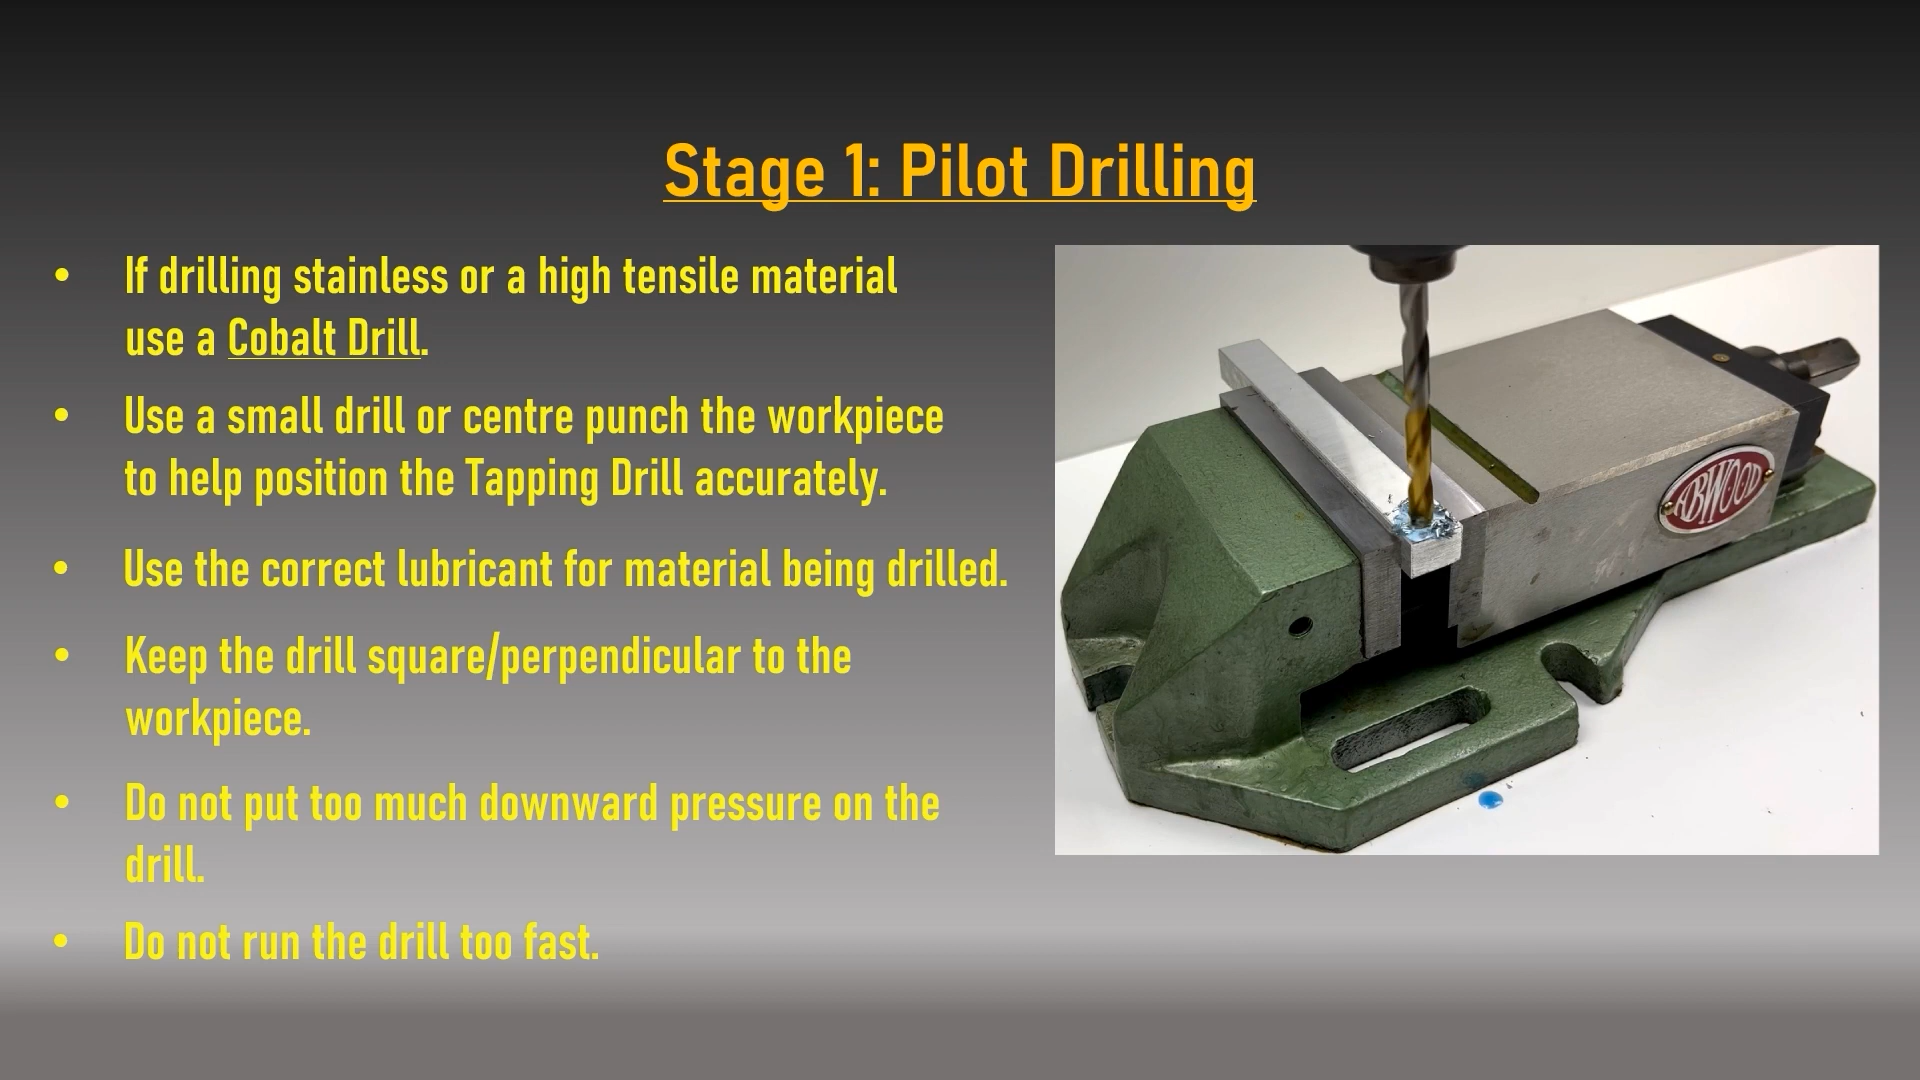 Stage 1: Pilot Drilling
• If drilling stainless or a high tensile material
use a Cobalt Drill.
• Use a small drill or centre punch the workpiece
to help position the Tapping Drill accurately.
• Use the correct lubricant for material being drilled.
• Keep the drill square/perpendicular to the
workpiece.
• Do not put too much downward pressure on the
drill.
• Do not run the drill too fast.
ABWOOD